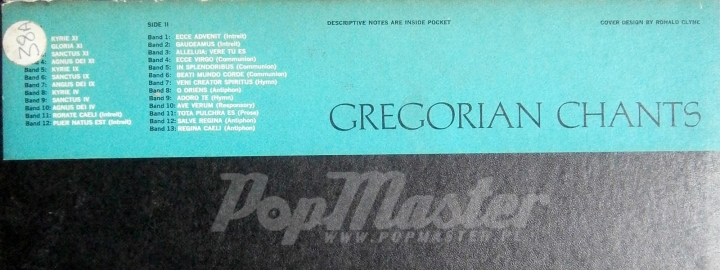 38A
KYRIE XI
GLORIA XI
SANCTUS XI
4: AGNUS DEI XI
Band 5: KYRIE IX
Band 6: SANCTUS IX
Band 7: ANGUS DEI IX
Band 8: KYRIE IV
Band 9: SANCTUS IV
Band 10: AGNUS DEI IV
Band 11: RORATE CAELI (Introit)
Band 12: PUER NATUS EST (Introit)
SIDE II
Band 1: ECCE ADVENIT (Introit)
Band 2: GAUDEAMUS (Introit)
Band 3: ALLELUIA: VERE TU ES
Band 4: ECCE VIRGO (Communion)
Band 5: IN SPLENDORIBUS (Communion)
Band 6: BEATI MUNDO CORDE (Communion)
Band 7: VENI CREATOR SPIRITUS (Hymn)
Band 8: O ORIENS (Antiphon)
Band 9: ADORO TE (Hymn)
Band 10: AVE VERUM (Responsory)
Band 11: TOTA PULCHRA ES (Prose)
Band 12: SALVE REGINA (Antiphon)
Band 13: REGINA CAELI (Antiphon)
DESCRIPTIVE NOTES ARE INSIDE POCKET
COVER DESIGN BY RONALD CLYNE
GREGORIAN CHANTS
PopMaster
WWW.POPMASTER.PL